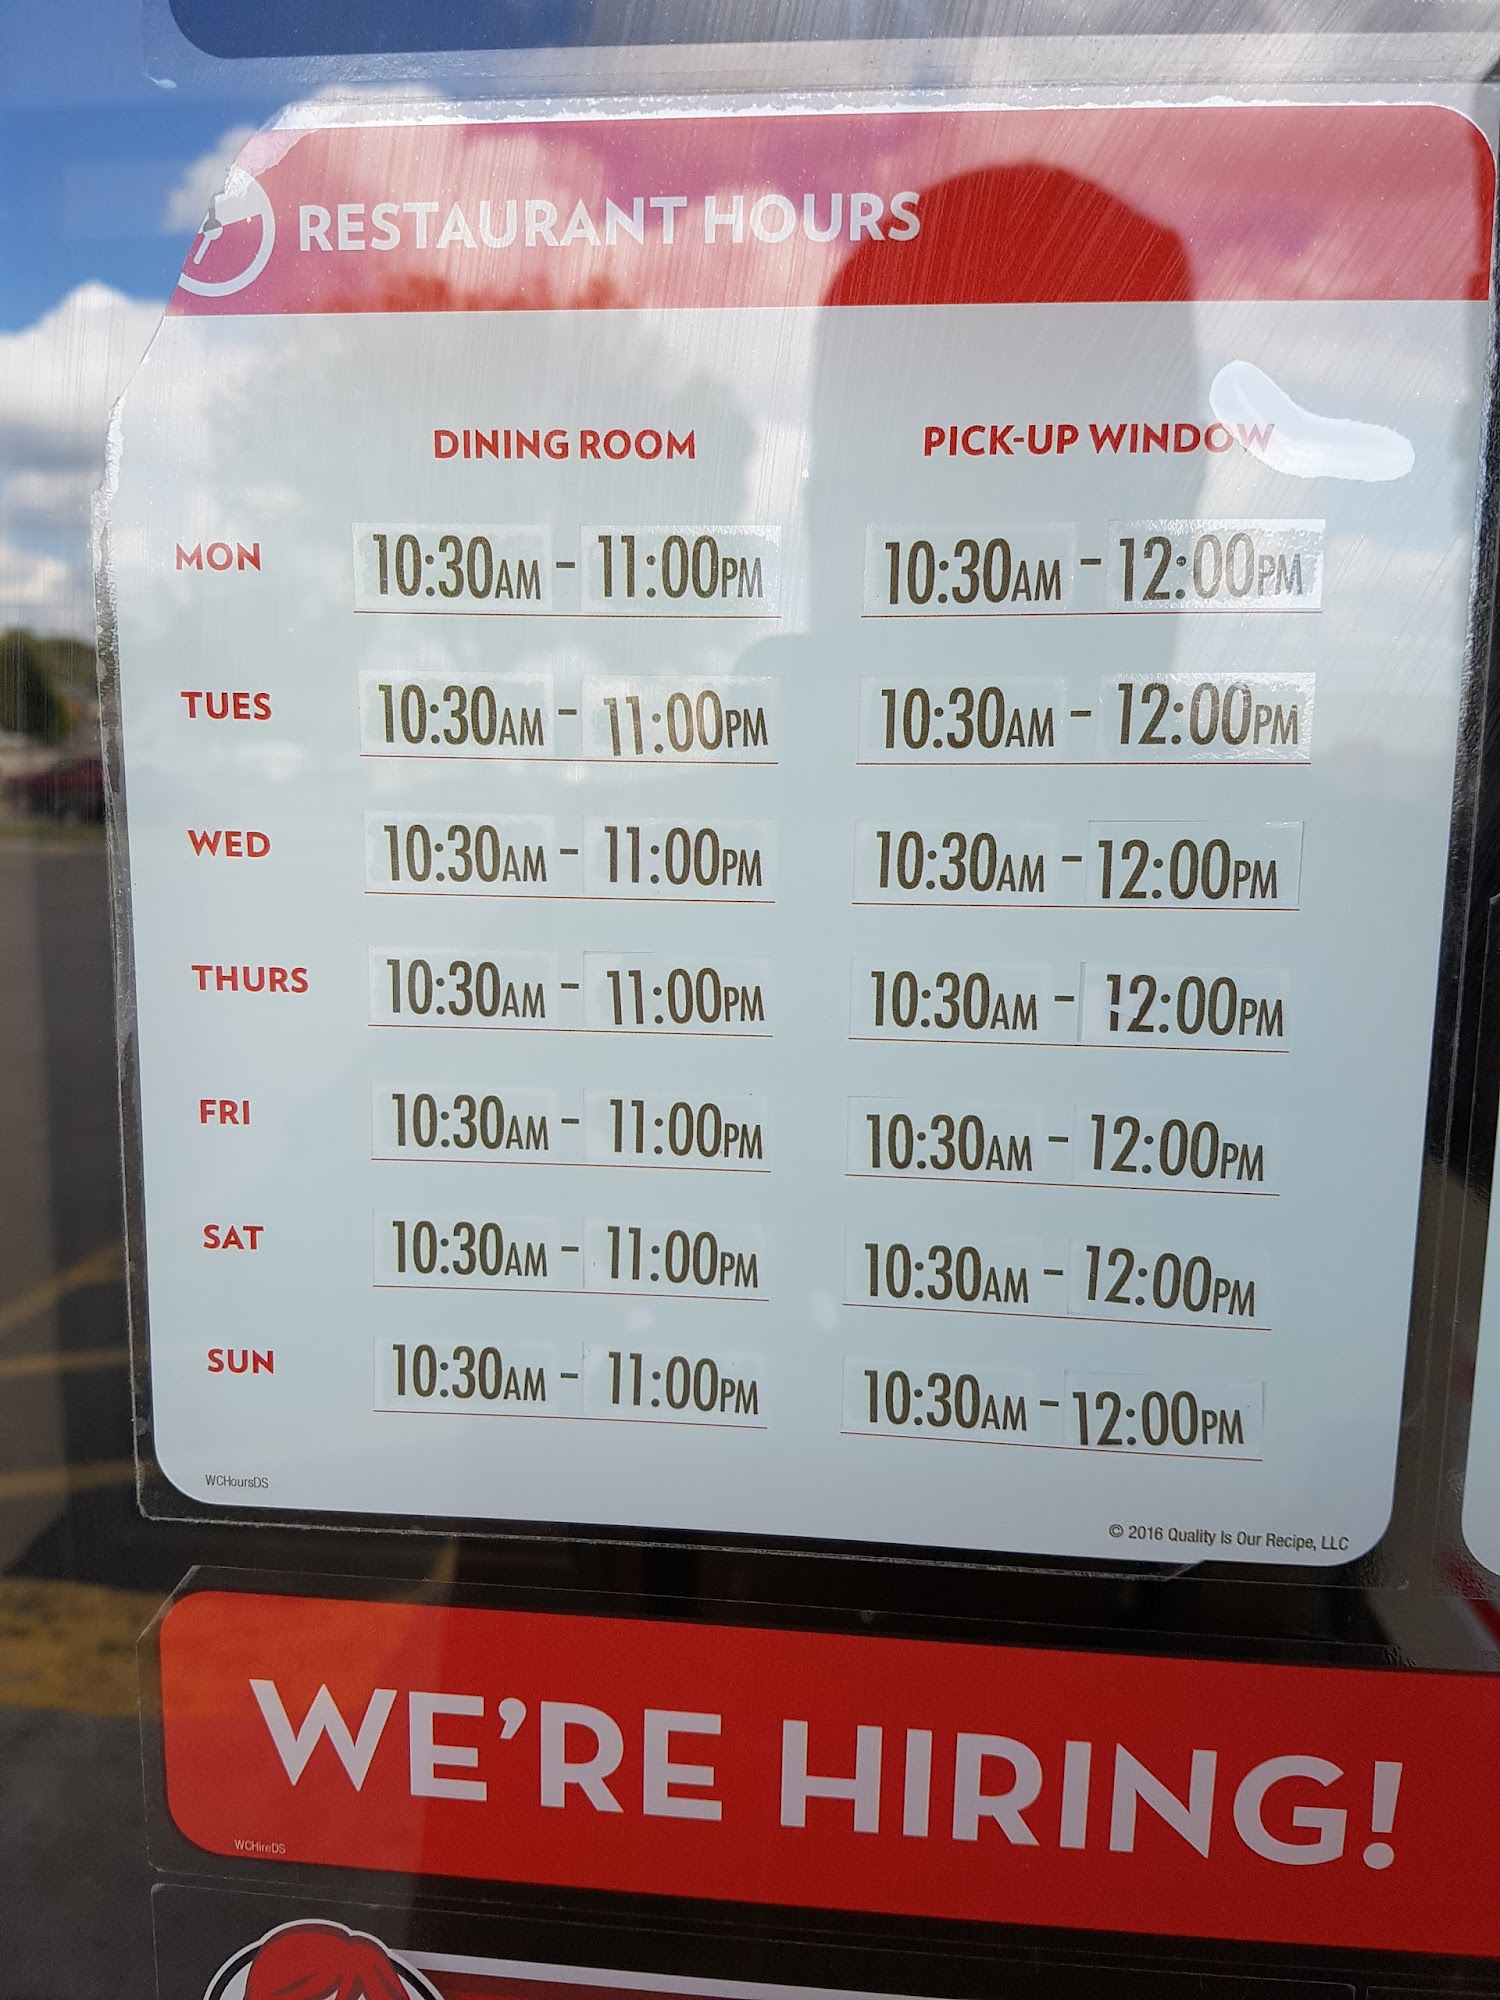 RESTAURANT HOURS
DINING ROOM PICK-UP WINDOW
MON 10:30AM - 11:00PM 10:30AM - 12:00PM
TUES 10:30AM - 11:00PM 10:30AM - 12:00PM
WED 10:30AM - 11:00PM 10:30AM - 12:00PM
THURS 10:30AM - 11:00PM 10:30AM - 12:00PM
FRI 10:30AM - 11:00PM 10:30AM - 12:00PM
SAT 10:30AM - 11:00PM 10:30AM - 12:00PM
SUN 10:30AM - 11:00PM 10:30AM - 12:00PM
WCHoursDS
© 2016 Quality Is Our Recipe, LLC
WE'RE HIRING!
WCHireDS